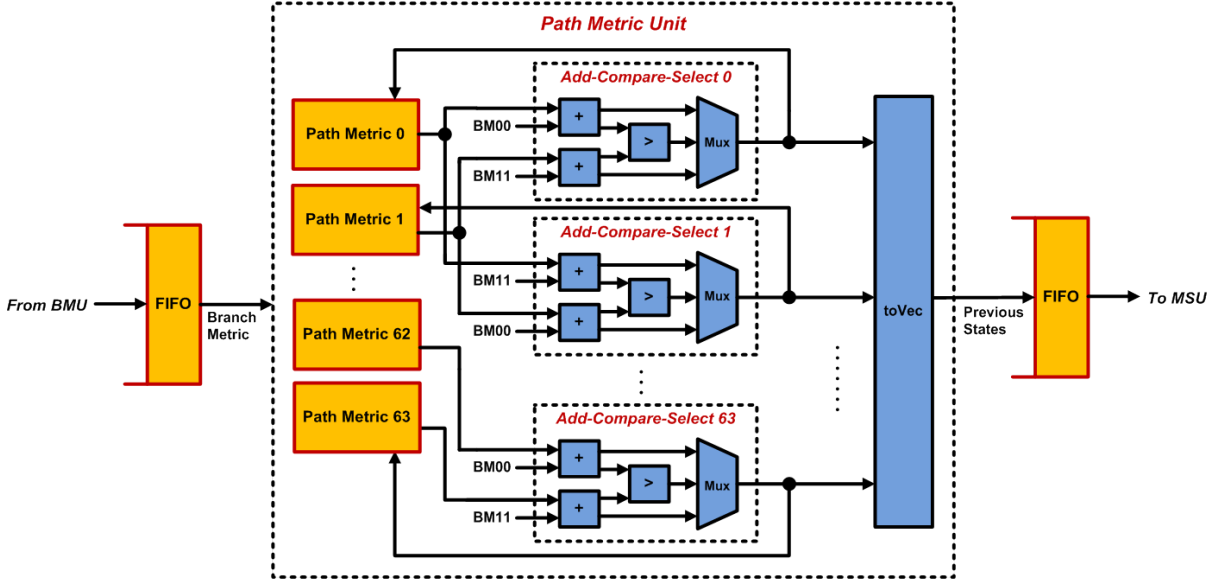 Path Metric Unit
Add-Compare-Select 0
Path Metric 0
BM00
+
>
Mux
BM11
+
Path Metric 1
Add-Compare-Select 1
BM11
+
>
Mux
BM00
+
From BMU
FIFO
Branch
Metric
toVec
Previous
States
FIFO
To MSU
Path Metric 62
Path Metric 63
Add-Compare-Select 63
BM00
+
>
Mux
BM11
+